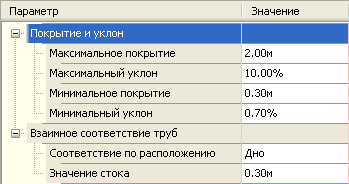 Параметр Значение
Покрытие и уклон
Максимальное покрытие 2.00м
Максимальный уклон 10.00%
Минимальное покрытие 0.30м
Минимальный уклон 0.70%
Взаимное соответствие труб
Соответствие по расположению Дно
Значение стока 0.30м